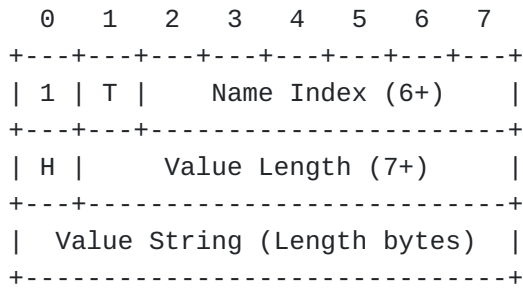 0   1   2   3   4   5   6   7
+---+---+---+---+---+---+---+---+
| 1 | T |    Name Index (6+)    |
+---+---+-----------------------+
| H |     Value Length (7+)     |
+---+---------------------------+
|  Value String (Length bytes)  |
+-------------------------------+